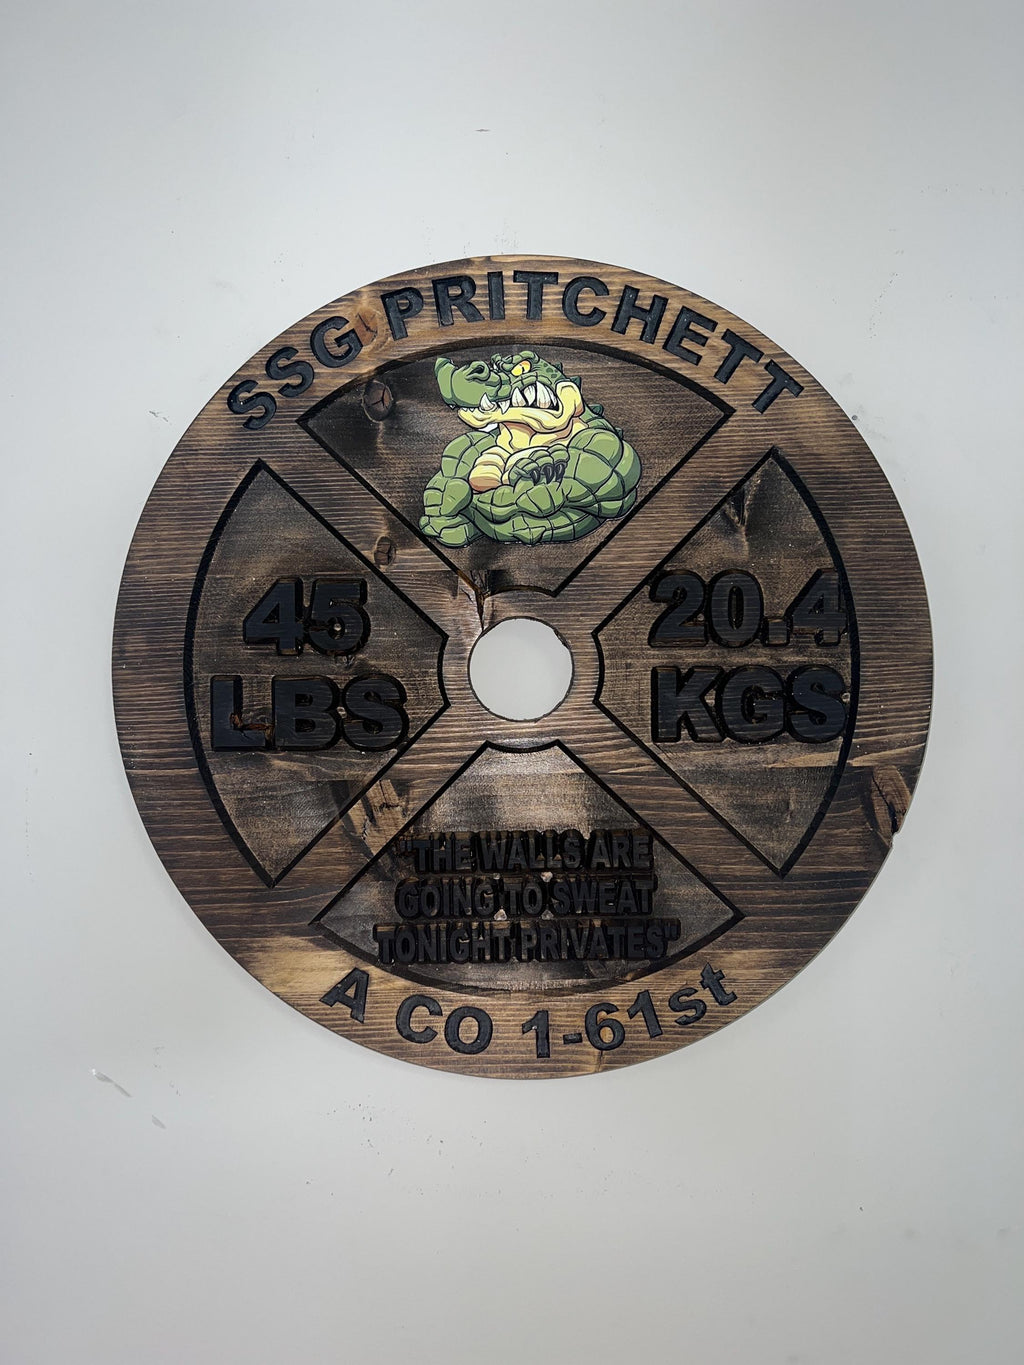 SSG PRITCHETT
45
LBS
20.4
KGS
"THE WALLS ARE
GOING TO SWEAT
TONIGHT PRIVATES"
A CO 1-61st